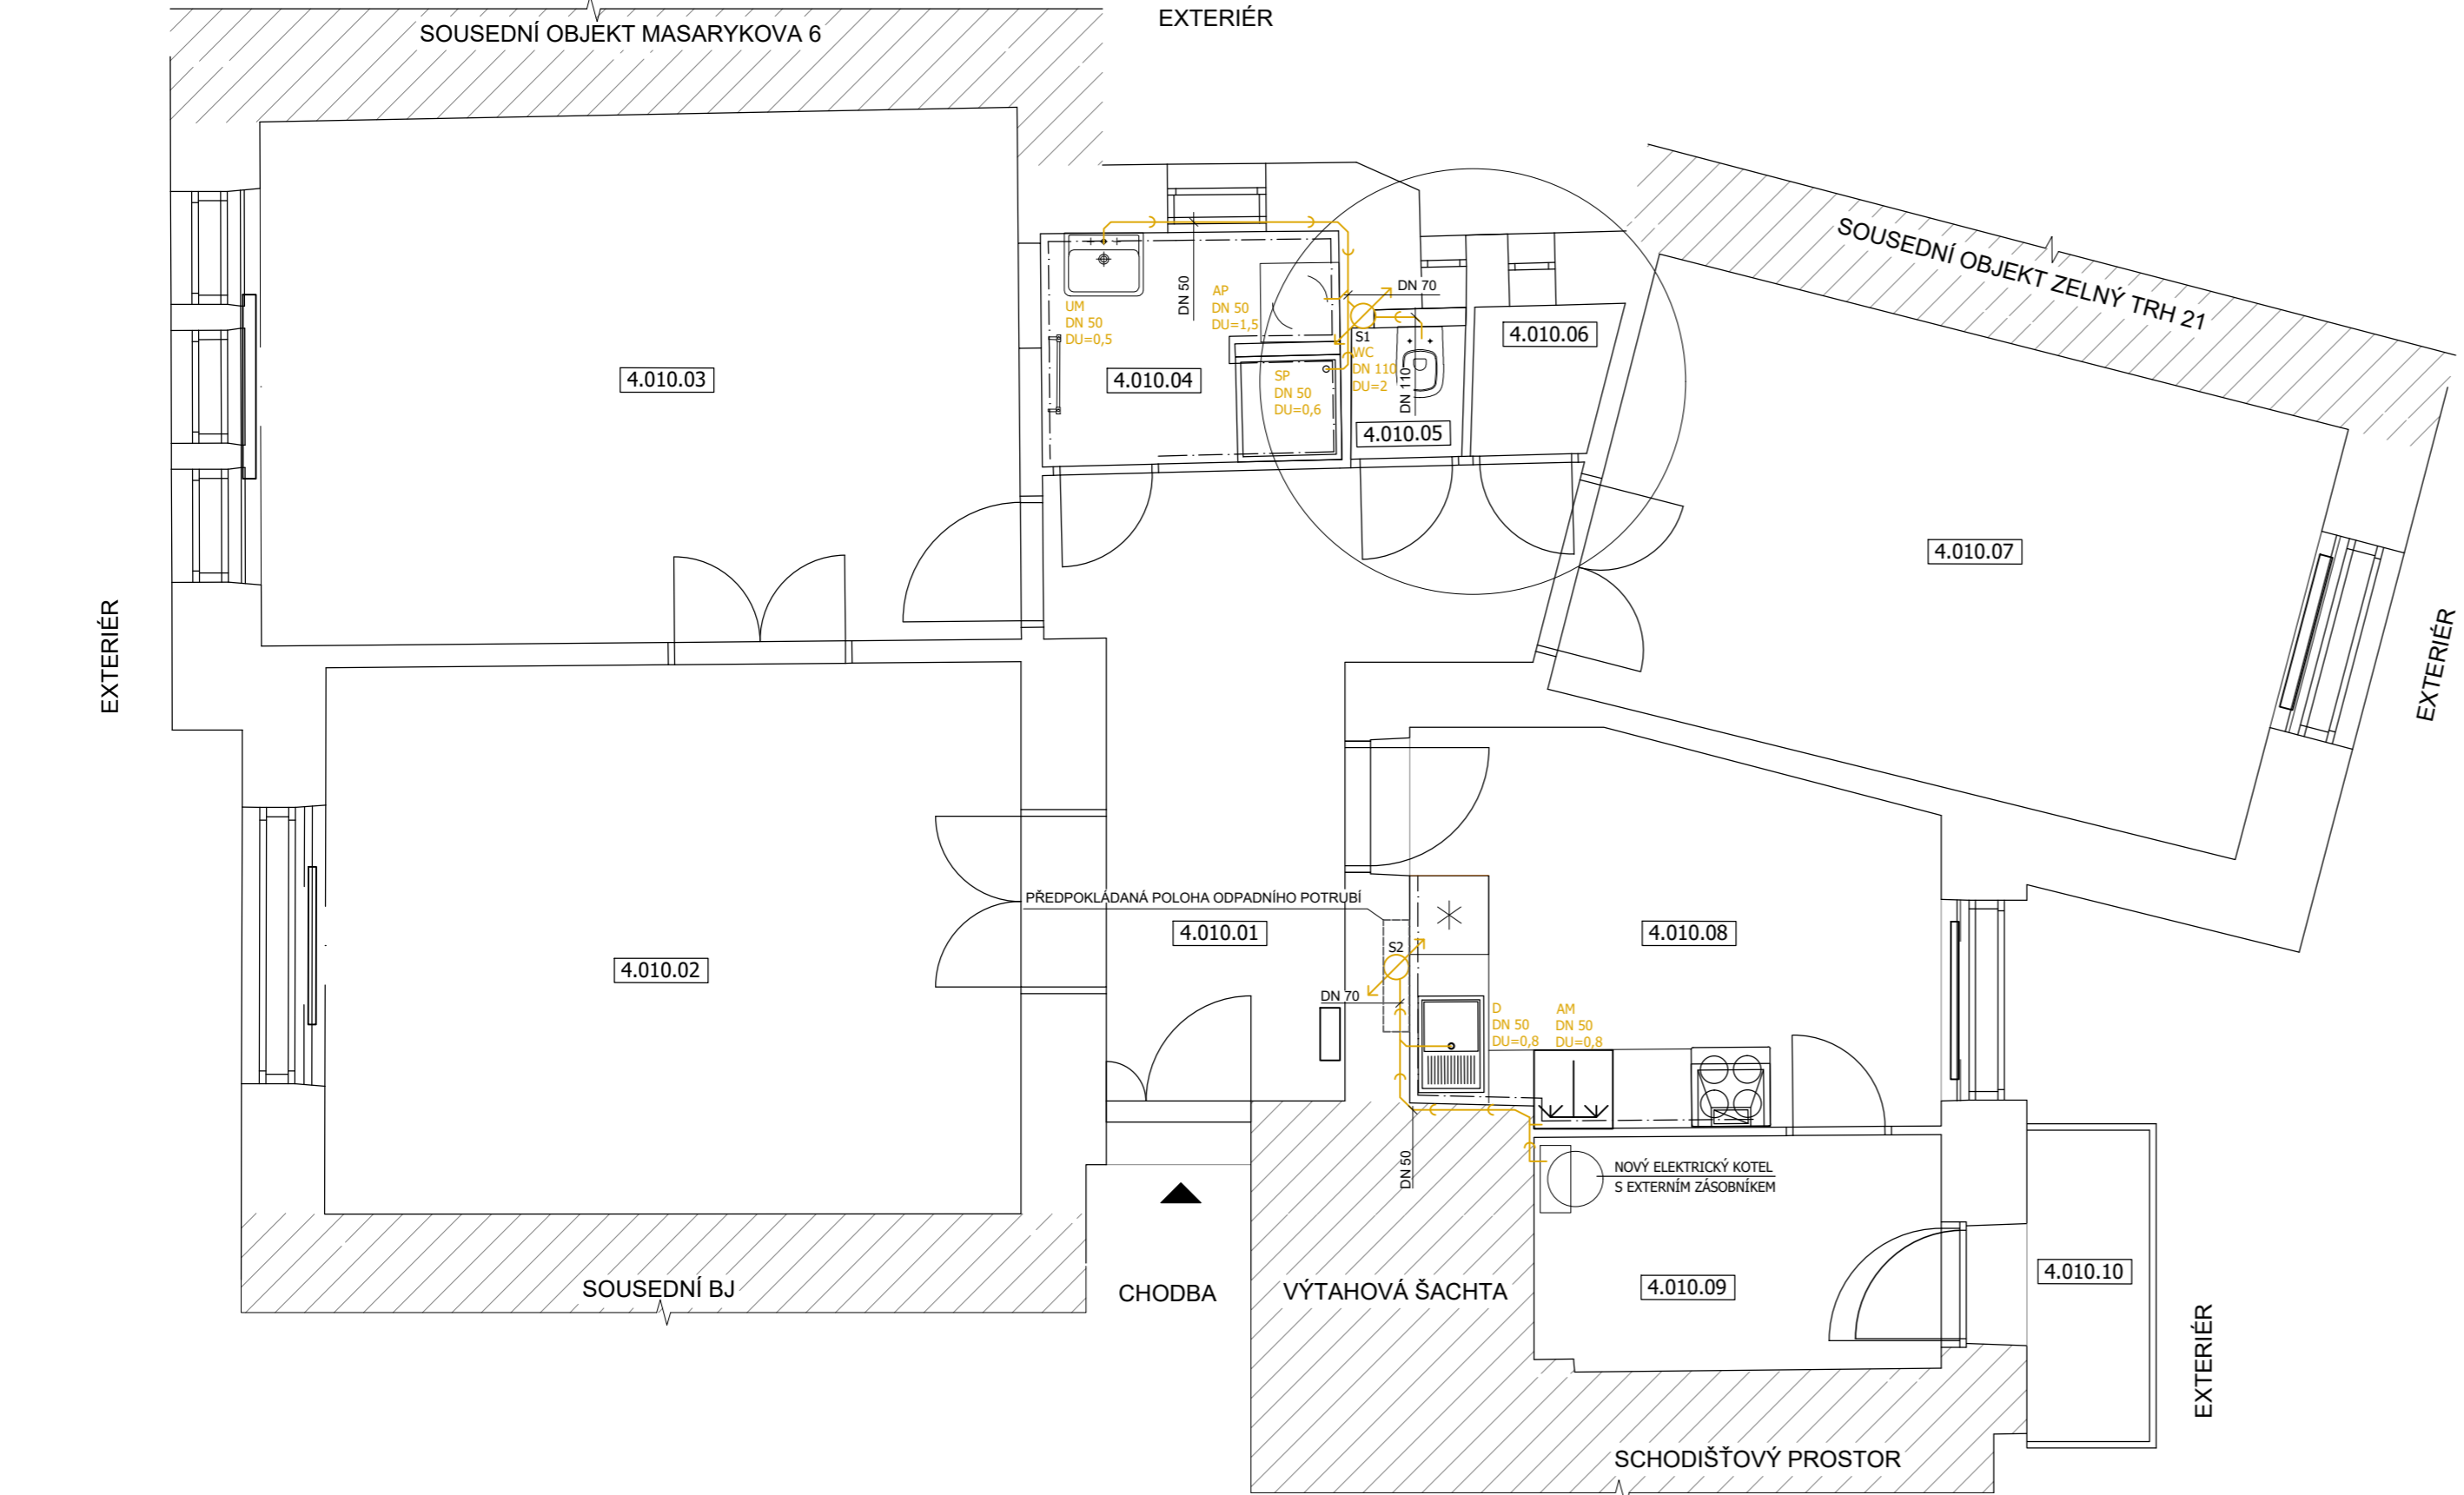 EXTERIÉR
SOUSEDNÍ OBJEKT MASARYKOVA 6
SOUSEDNÍ OBJEKT ZELNÝ TRH 21
DN 50
AP
DN 50
DU=1,5
DN 70
UM
DN 50
DU=0,5
S1
WC
DN 110
DU=2
DN 110
4.010.06
4.010.03
4.010.04
SP
DN 50
DU=0,6
4.010.05
4.010.07
EXTERIÉR
EXTERIÉR
PŘEDPOKLÁDANÁ POLOHA ODPADNÍHO POTRUBÍ
4.010.01
4.010.08
S2
4.010.02
DN 70
D
DN 50
DU=0,8
AM
DN 50
DU=0,8
DN 50
NOVÝ ELEKTRICKÝ KOTEL
S EXTERNÍM ZÁSOBNÍKEM
4.010.10
SOUSEDNÍ BJ
CHODBA
VÝTAHOVÁ ŠACHTA
4.010.09
EXTERIÉR
SCHODIŠŤOVÝ PROSTOR